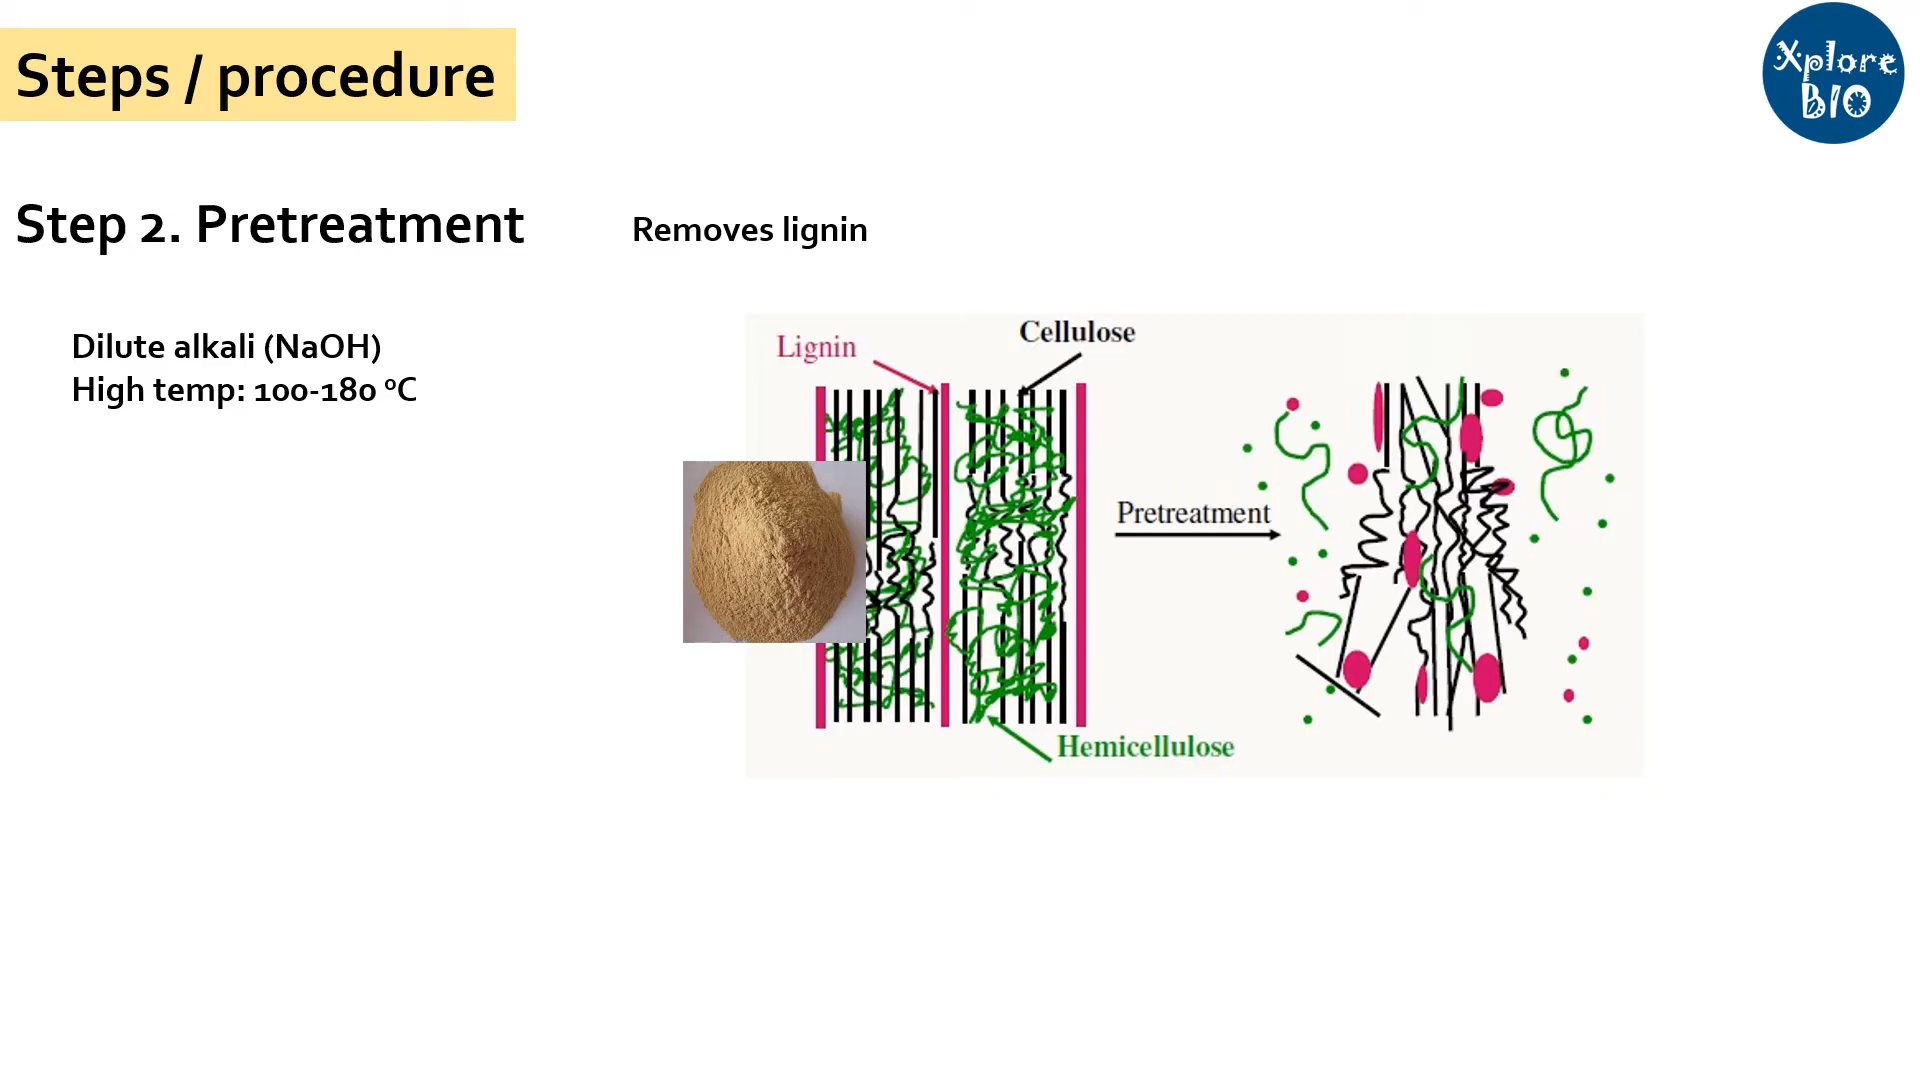 Steps / procedure
Xplore
BIO
Step 2. Pretreatment
Removes lignin
Dilute alkali (NaOH)
High temp: 100-180 ⁰C
Lignin
Cellulose
Pretreatment
Hemicellulose